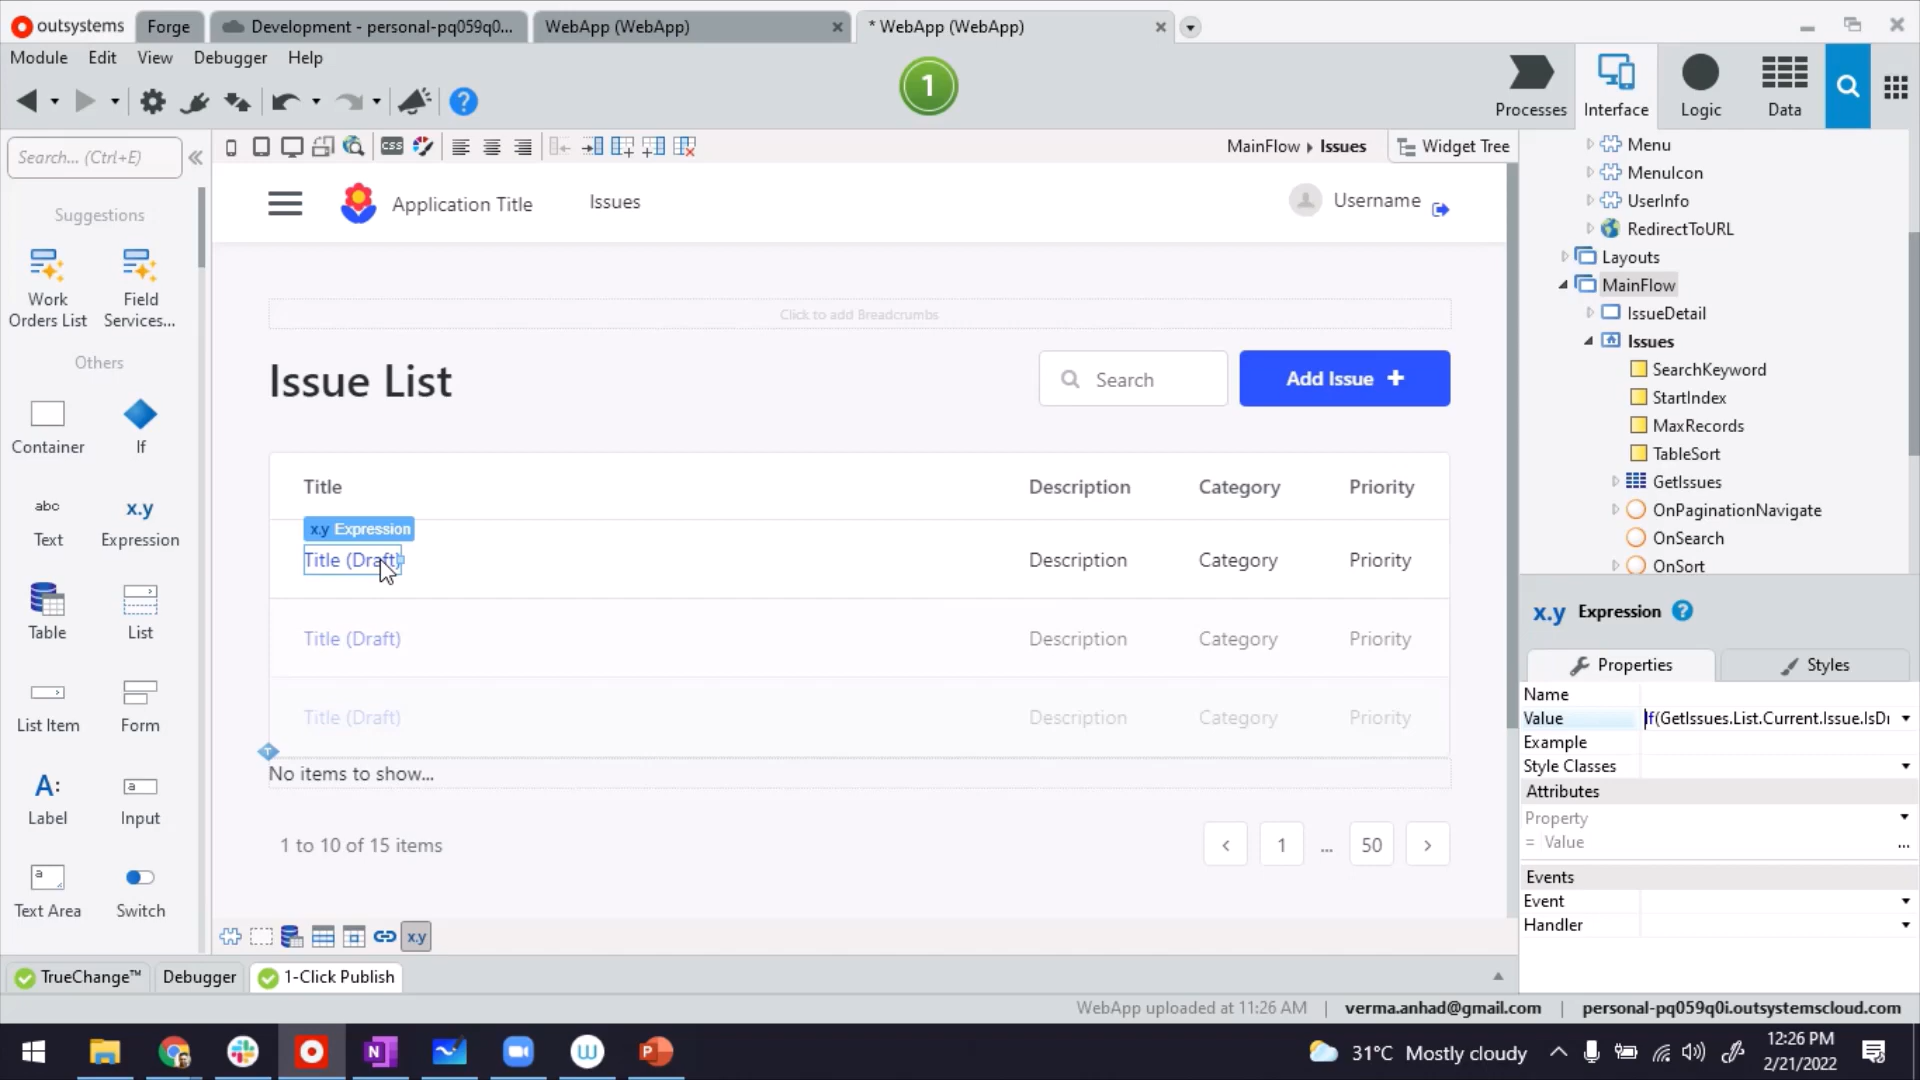 outsystems
Forge
Development - personal-pq059q0...
WebApp (WebApp)
* WebApp (WebApp)
Module
Edit
View
Debugger
Help
1
Processes
Interface
Logic
Data
Search... (Ctrl+E)
css
MainFlow
Issues
Widget Tree
Suggestions
Work Orders List
Field Services...
Others
Container
If
abc
Text
x.y
Expression
Table
List
List Item
Form
A:
Label
a
Input
a
Text Area
Switch
Application Title
Issues
Username
Click to add Breadcrumbs
Issue List
Search
Add Issue
Title
Description
Category
Priority
x.y Expression
Title (Draft)
Description
Category
Priority
Title (Draft)
Description
Category
Priority
Title (Draft)
Description
Category
Priority
T
No items to show...
1 to 10 of 15 items
1
...
50
x.y
Menu
MenuIcon
UserInfo
RedirectToURL
Layouts
MainFlow
IssueDetail
Issues
SearchKeyword
StartIndex
MaxRecords
TableSort
GetIssues
OnPaginationNavigate
OnSearch
OnSort
x.y Expression
Properties
Styles
Name
Value
If(GetIssues.List.Current.Issue.IsDr
Example
Style Classes
Attributes
Property
= Value
...
Events
Event
Handler
TrueChange™
Debugger
1-Click Publish
WebApp uploaded at 11:26 AM
verma.anhad@gmail.com
personal-pq059q0i.outsystemscloud.com
31°C Mostly cloudy
12:26 PM
2/21/2022